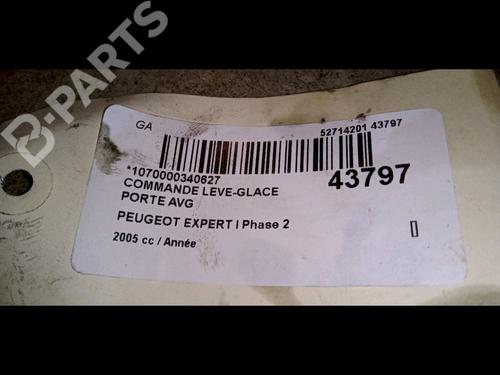 B-PARTS
GA
52714201 43797
*1070000340627
43797
COMMANDE LEVE-GLACE
PORTE AVG
PEUGEOT EXPERT I Phase 2
2005 cc / Année